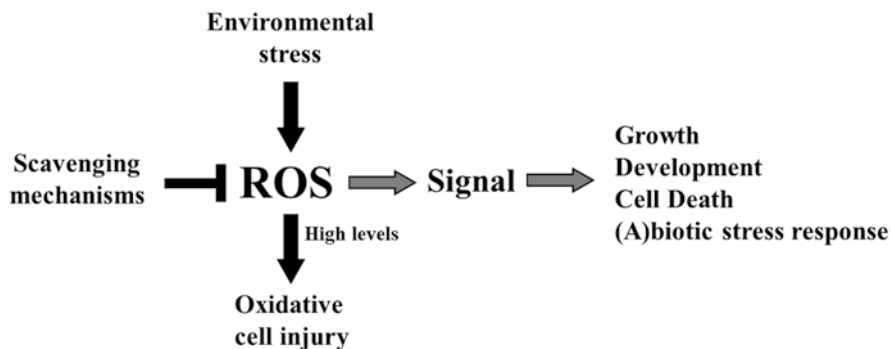 Environmental
stress
Scavenging
mechanisms
ROS
Signal
Growth
Development
Cell Death
(A)biotic stress response
High levels
Oxidative
cell injury